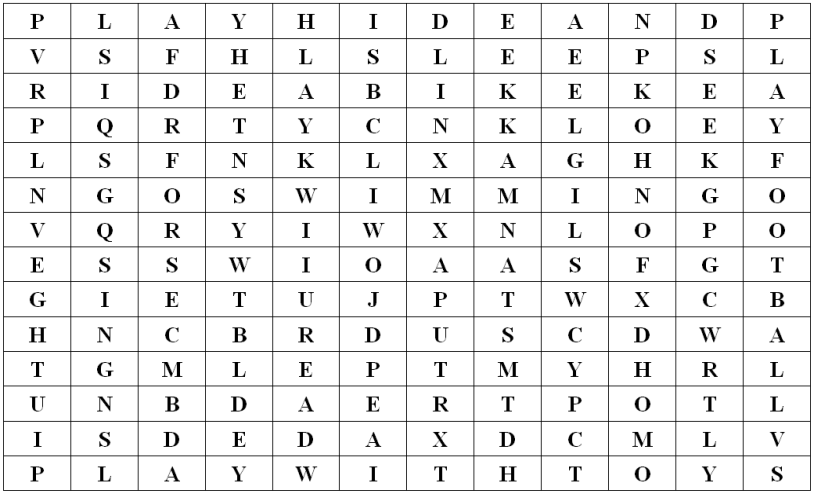 P L A Y H I D E A N D P
V S F H L S L E E P S L
R I D E A B I K E K E A
P Q R T Y C N K L O E Y
L S F N K L X A G H K F
N G O S W I M M I N G O
V Q R Y I W X N L O P O
E S S W I O A A S F G T
G I E T U J P T W X C B
H N C B R D U S C D W A
T G M L E P T M Y H R L
U N B D A E R T P O T L
I S D E D A X D C M L V
P L A Y W I T H T O Y S